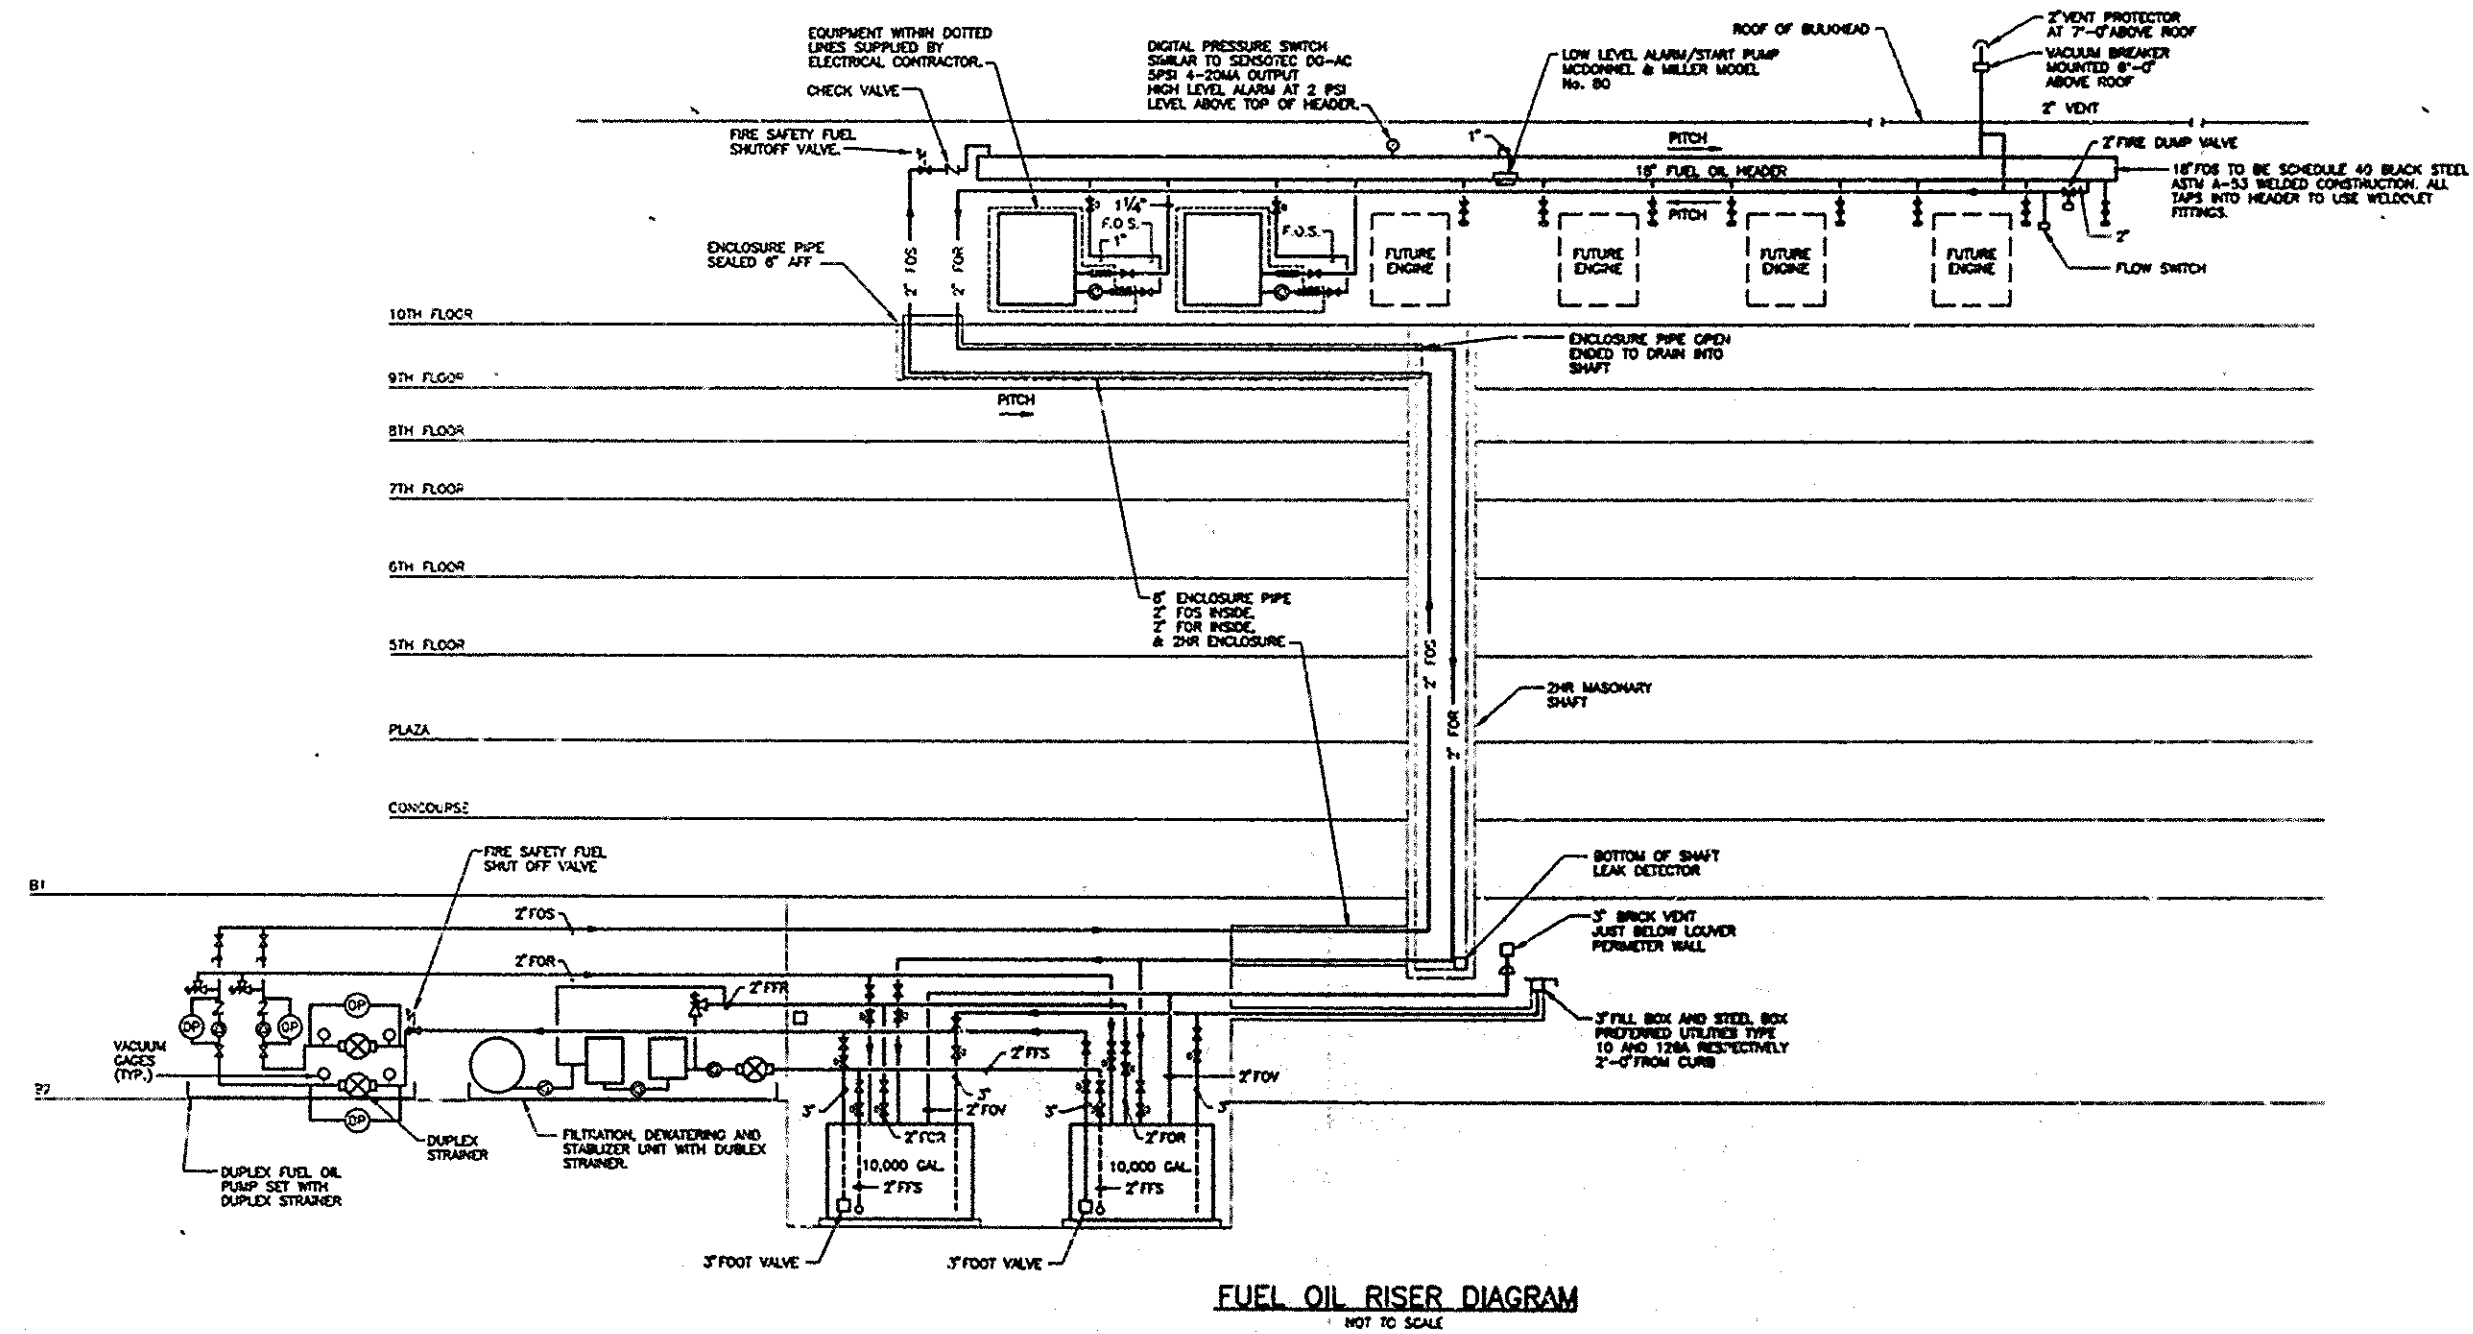 EQUIPMENT WITHIN DOTTED
LINES SUPPLIED BY
ELECTRICAL CONTRACTOR.
CHECK VALVE
FIRE SAFETY FUEL
SHUTOFF VALVE.
DIGITAL PRESSURE SWITCH
SIMILAR TO SENSOTEC DG-AC
5PSI 4-20MA OUTPUT
HIGH LEVEL ALARM AT 2 PSI
LEVEL ABOVE TOP OF HEADER.
LOW LEVEL ALARM/START PUMP
MCDONNEL & MILLER MODEL
No. 80
ROOF OF BULKHEAD
2" VENT PROTECTOR
AT 7'-0" ABOVE ROOF
VACUUM BREAKER
MOUNTED 6'-0"
ABOVE ROOF
2" VENT
2" FIRE DUMP VALVE
18" FOS TO BE SCHEDULE 40 BLACK STEEL
ASTM A-53 WELDED CONSTRUCTION. ALL
TAPS INTO HEADER TO USE WELDOLET
FITTINGS.
1"
PITCH
18" FUEL OIL HEADER
PITCH
1 1/4"
F.O.S.
1"
F.O.S.
FUTURE
ENGINE
FUTURE
ENGINE
FUTURE
ENGINE
FUTURE
ENGINE
2"
FLOW SWITCH
ENCLOSURE PIPE
SEALED 6" AFF
2" FOS
2" FOR
10TH FLOOR
ENCLOSURE PIPE OPEN
ENDED TO DRAIN INTO
SHAFT
9TH FLOOR
PITCH
8TH FLOOR
7TH FLOOR
6TH FLOOR
6" ENCLOSURE PIPE
2" FOS INSIDE,
2" FOR INSIDE,
& 2HR ENCLOSURE
5TH FLOOR
2" FOS
2" FOR
2HR MASONARY
SHAFT
PLAZA
CONCOURSE
FIRE SAFETY FUEL
SHUT OFF VALVE
BOTTOM OF SHAFT
LEAK DETECTOR
B1
2" FOS
2" FOR
2" FFR
3" BRICK VENT
JUST BELOW LOUVER
PERIMETER WALL
3" FILL BOX AND STEEL BOX
PREFERRED UTILITIES TYPE
10 AND 128A RESPECTIVELY
2'-0" FROM CURB
DP
DP
DP
DP
VACUUM
GAGES
(TYP.)
B2
2" FFS
2" FOV
3"
3"
2" FOV
3"
3"
2" FOR
2" FOR
10,000 GAL.
10,000 GAL.
2" FFS
2" FFS
DUPLEX
STRAINER
FILTRATION, DEWATERING AND
STABLIZER UNIT WITH DUBLEX
STRAINER.
DUPLEX FUEL OIL
PUMP SET WITH
DUPLEX STRAINER
3" FOOT VALVE
3" FOOT VALVE
FUEL OIL RISER DIAGRAM
NOT TO SCALE